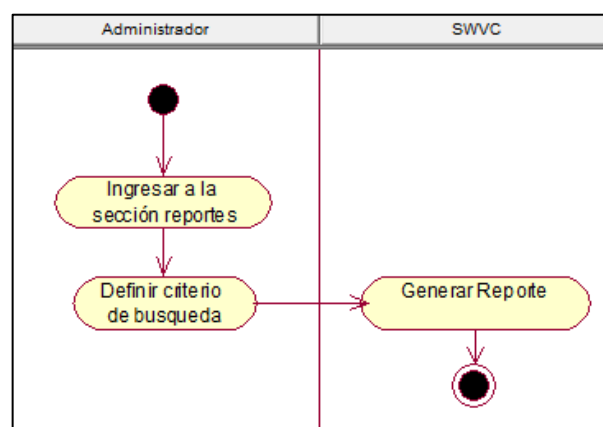 Administrador
SWVC
Ingresar a la
sección reportes
Definir criterio
de busqueda
Generar Reporte